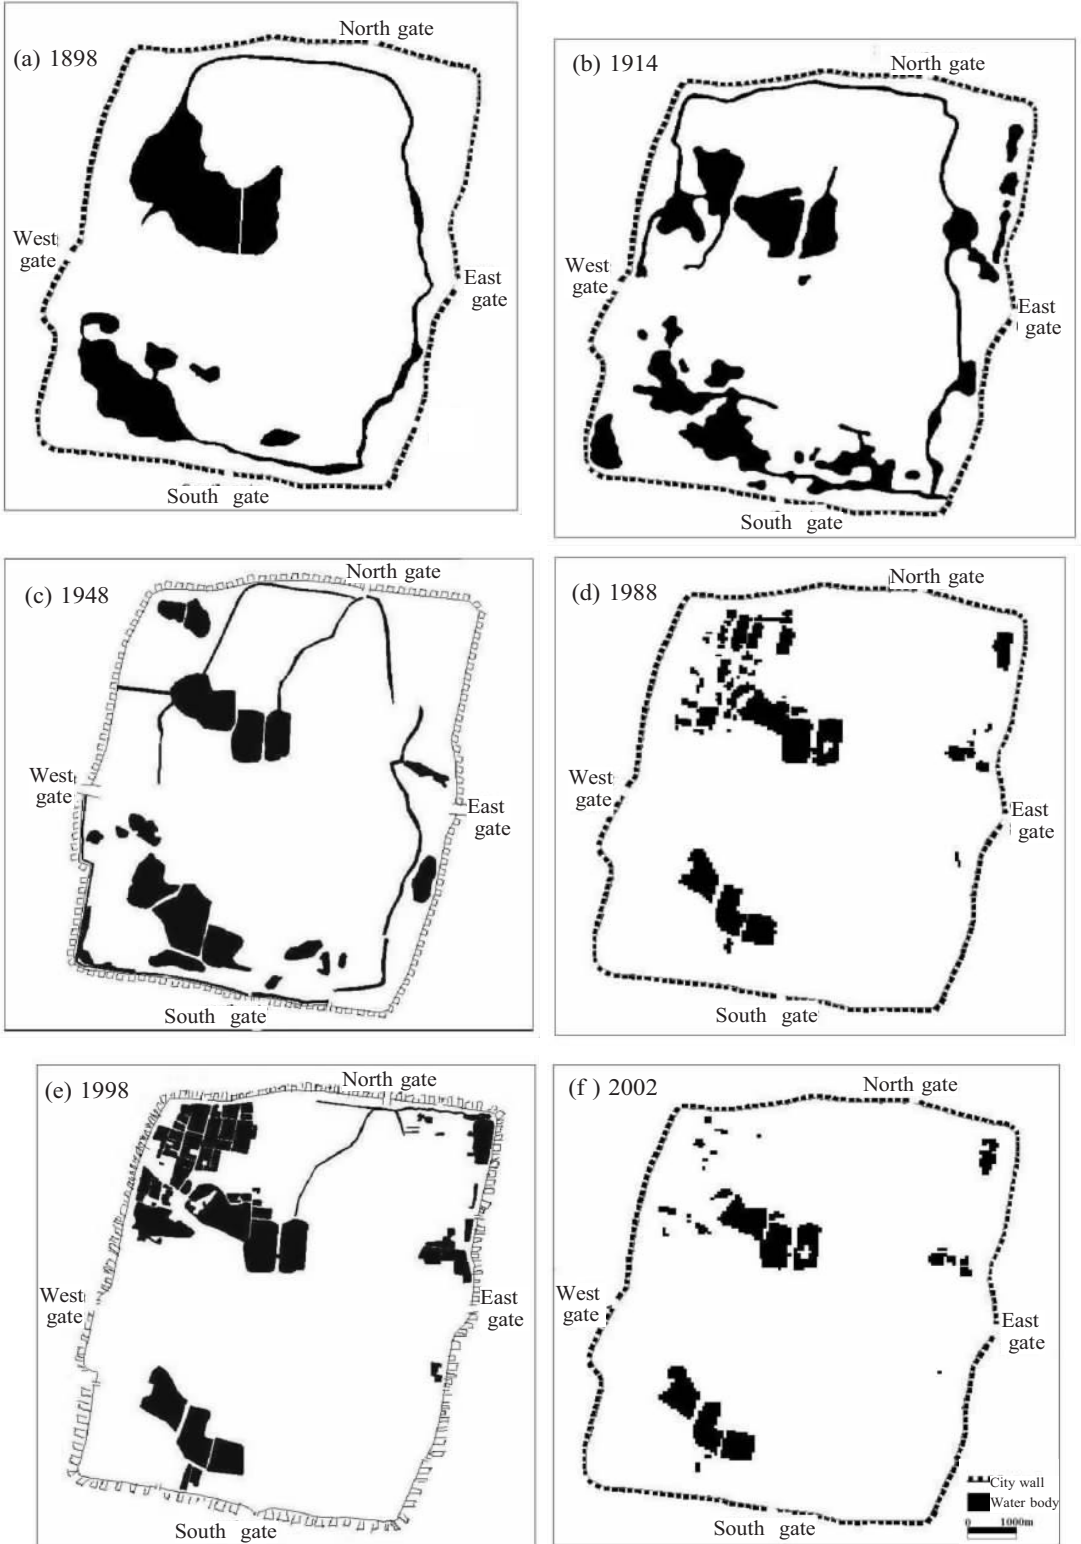 (a) 1898
North gate
West
gate
East
gate
South gate
(b) 1914
North gate
West
gate
East
gate
South gate
(c) 1948
North gate
West
gate
East
gate
South gate
(d) 1988
North gate
West
gate
East
gate
South gate
(e) 1998
North gate
West
gate
East
gate
South gate
(f ) 2002
North gate
West
gate
East
gate
South gate
City wall
Water body
0 1000m